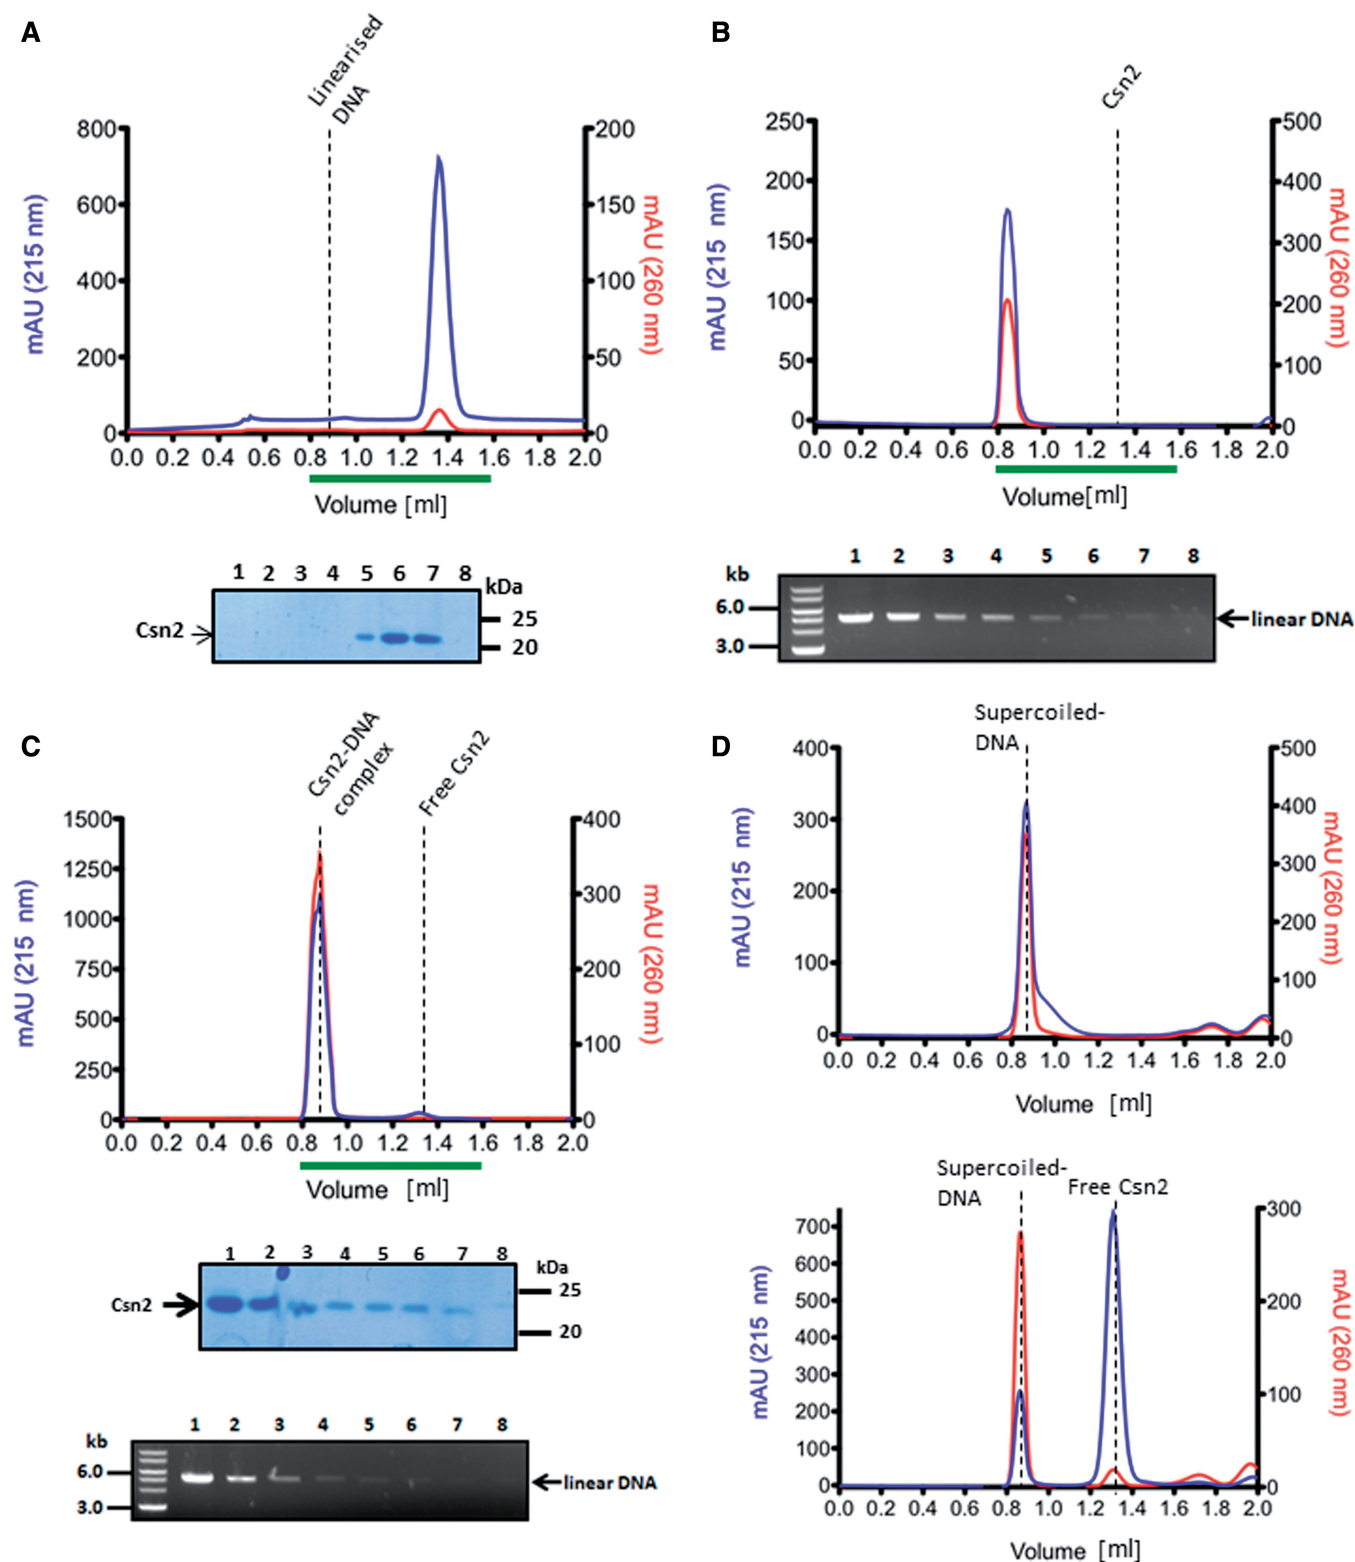 A
Linearised
DNA
800
600
400
200
0
200
150
100
50
0
mAU (215 nm)
mAU (260 nm)
0.0 0.2 0.4 0.6 0.8 1.0 1.2 1.4 1.6 1.8 2.0
Volume [ml]
1 2 3 4 5 6 7 8
kDa
25
20
Csn2
B
Csn2
250
200
150
100
50
0
500
400
300
200
100
0
mAU (215 nm)
mAU (260 nm)
0.0 0.2 0.4 0.6 0.8 1.0 1.2 1.4 1.6 1.8 2.0
Volume[ml]
1 2 3 4 5 6 7 8
kb
6.0
3.0
linear DNA
C
Csn2-DNA
complex
Free Csn2
1500
1250
1000
750
500
250
0
400
300
200
100
0
mAU (215 nm)
mAU (260 nm)
0.0 0.2 0.4 0.6 0.8 1.0 1.2 1.4 1.6 1.8 2.0
Volume [ml]
1 2 3 4 5 6 7 8
kDa
25
20
Csn2
1 2 3 4 5 6 7 8
kb
6.0
3.0
linear DNA
D
Supercoiled-
DNA
400
300
200
100
0
500
400
300
200
100
0
mAU (215 nm)
mAU (260 nm)
0.0 0.2 0.4 0.6 0.8 1.0 1.2 1.4 1.6 1.8 2.0
Volume [ml]
Supercoiled-
DNA
Free Csn2
700
600
500
400
300
200
100
0
300
200
100
0
mAU (215 nm)
mAU (260 nm)
0.0 0.2 0.4 0.6 0.8 1.0 1.2 1.4 1.6 1.8 2.0
Volume [ml]